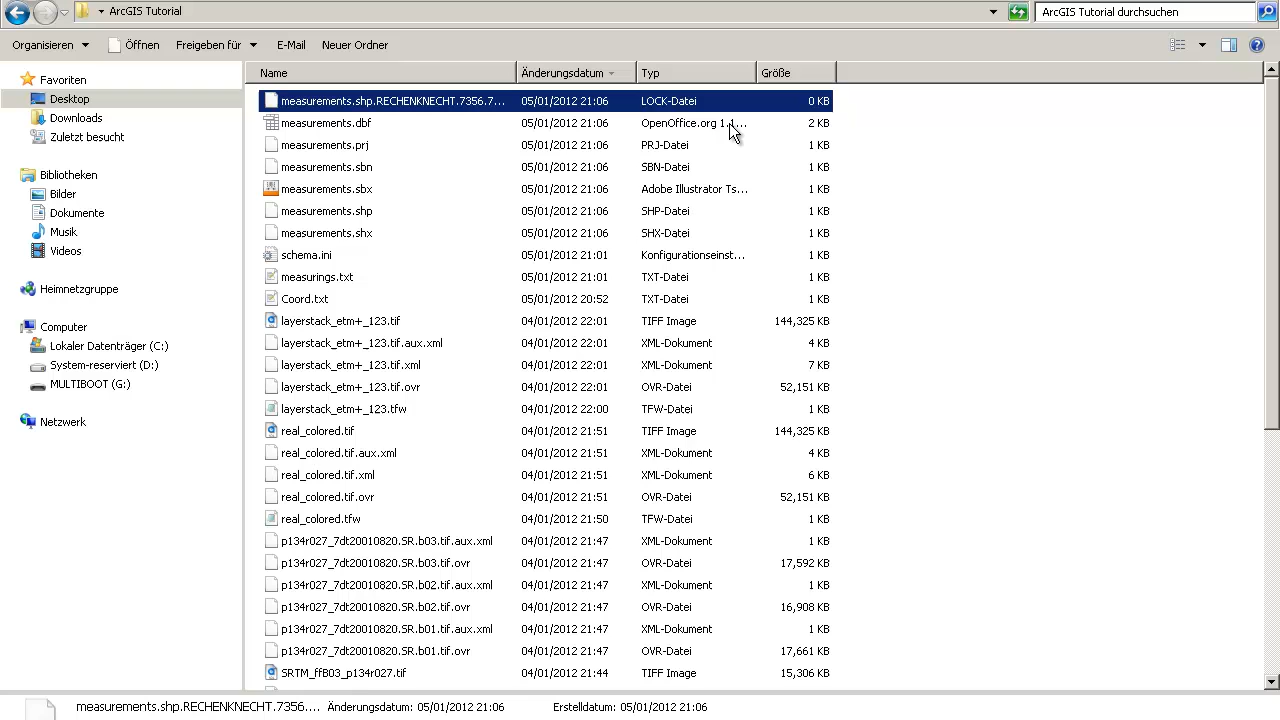 ArcGIS Tutorial
ArcGIS Tutorial durchsuchen
Organisieren Öffnen Freigeben für E-Mail Neuer Ordner
Favoriten
Desktop
Downloads
Zuletzt besucht
Bibliotheken
Bilder
Dokumente
Musik
Videos
Heimnetzgruppe
Computer
Lokaler Datenträger (C:)
System-reserviert (D:)
MULTIBOOT (G:)
Netzwerk
Name Änderungsdatum Typ Größe
measurements.shp.RECHENKNECHT.7356.7... 05/01/2012 21:06 LOCK-Datei 0 KB
measurements.dbf 05/01/2012 21:06 OpenOffice.org 1.1... 2 KB
measurements.prj 05/01/2012 21:06 PRJ-Datei 1 KB
measurements.sbn 05/01/2012 21:06 SBN-Datei 1 KB
measurements.sbx 05/01/2012 21:06 Adobe Illustrator Ts... 1 KB
measurements.shp 05/01/2012 21:06 SHP-Datei 1 KB
measurements.shx 05/01/2012 21:06 SHX-Datei 1 KB
schema.ini 05/01/2012 21:01 Konfigurationseinst... 1 KB
measurings.txt 05/01/2012 21:01 TXT-Datei 1 KB
Coord.txt 05/01/2012 20:52 TXT-Datei 1 KB
layerstack_etm+_123.tif 04/01/2012 22:01 TIFF Image 144,325 KB
layerstack_etm+_123.tif.aux.xml 04/01/2012 22:01 XML-Dokument 4 KB
layerstack_etm+_123.tif.xml 04/01/2012 22:01 XML-Dokument 7 KB
layerstack_etm+_123.tif.ovr 04/01/2012 22:01 OVR-Datei 52,151 KB
layerstack_etm+_123.tfw 04/01/2012 22:00 TFW-Datei 1 KB
real_colored.tif 04/01/2012 21:51 TIFF Image 144,325 KB
real_colored.tif.aux.xml 04/01/2012 21:51 XML-Dokument 4 KB
real_colored.tif.xml 04/01/2012 21:51 XML-Dokument 6 KB
real_colored.tif.ovr 04/01/2012 21:51 OVR-Datei 52,151 KB
real_colored.tfw 04/01/2012 21:50 TFW-Datei 1 KB
p134r027_7dt20010820.SR.b03.tif.aux.xml 04/01/2012 21:47 XML-Dokument 1 KB
p134r027_7dt20010820.SR.b03.tif.ovr 04/01/2012 21:47 OVR-Datei 17,592 KB
p134r027_7dt20010820.SR.b02.tif.aux.xml 04/01/2012 21:47 XML-Dokument 1 KB
p134r027_7dt20010820.SR.b02.tif.ovr 04/01/2012 21:47 OVR-Datei 16,908 KB
p134r027_7dt20010820.SR.b01.tif.aux.xml 04/01/2012 21:47 XML-Dokument 1 KB
p134r027_7dt20010820.SR.b01.tif.ovr 04/01/2012 21:47 OVR-Datei 17,661 KB
SRTM_ffB03_p134r027.tif 04/01/2012 21:44 TIFF Image 15,306 KB
measurements.shp.RECHENKNECHT.7356.... Änderungsdatum: 05/01/2012 21:06 Erstelldatum: 05/01/2012 21:06